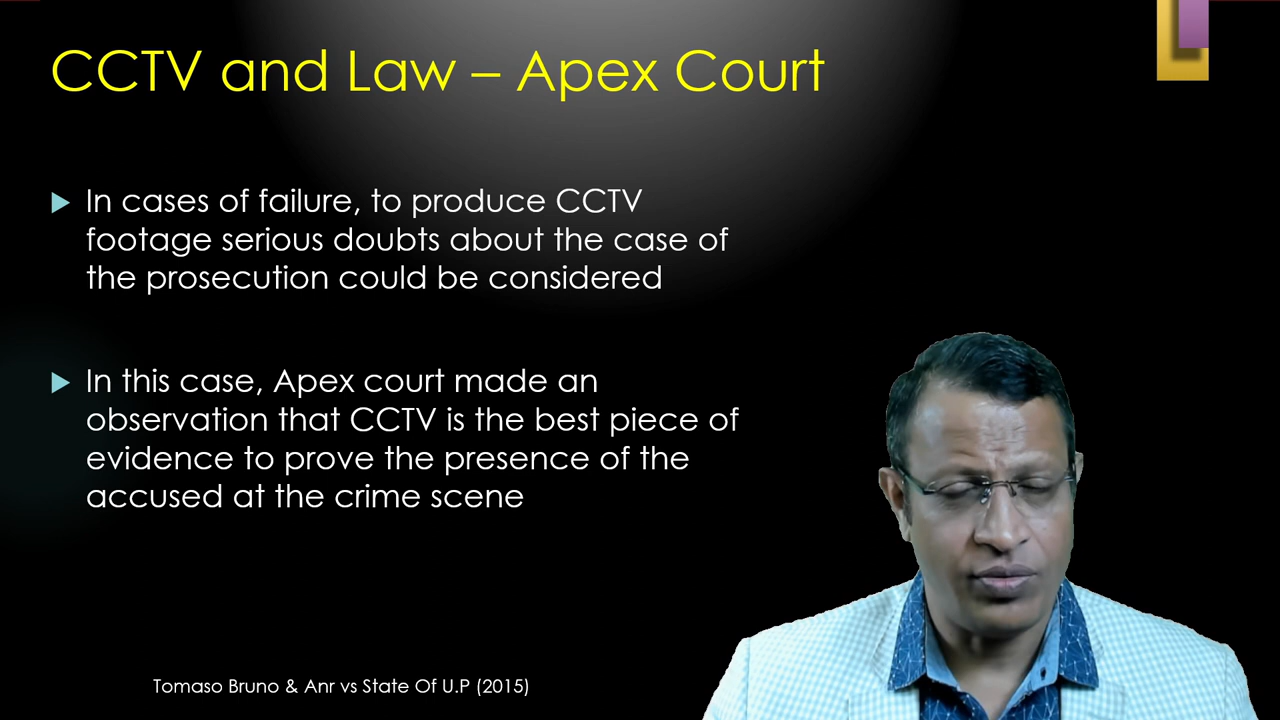 CCTV and Law – Apex Court
In cases of failure, to produce CCTV
footage serious doubts about the case of
the prosecution could be considered
In this case, Apex court made an
observation that CCTV is the best piece of
evidence to prove the presence of the
accused at the crime scene
Tomaso Bruno & Anr vs State Of U.P (2015)